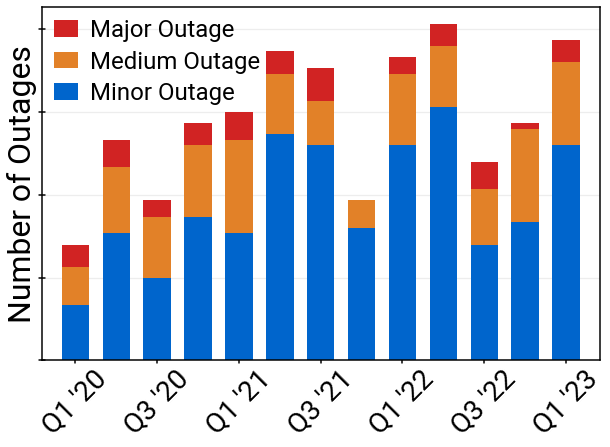 Major Outage
Medium Outage
Minor Outage
Number of Outages
Q1 '20
Q3 '20
Q1 '21
Q3 '21
Q1 '22
Q3 '22
Q1 '23